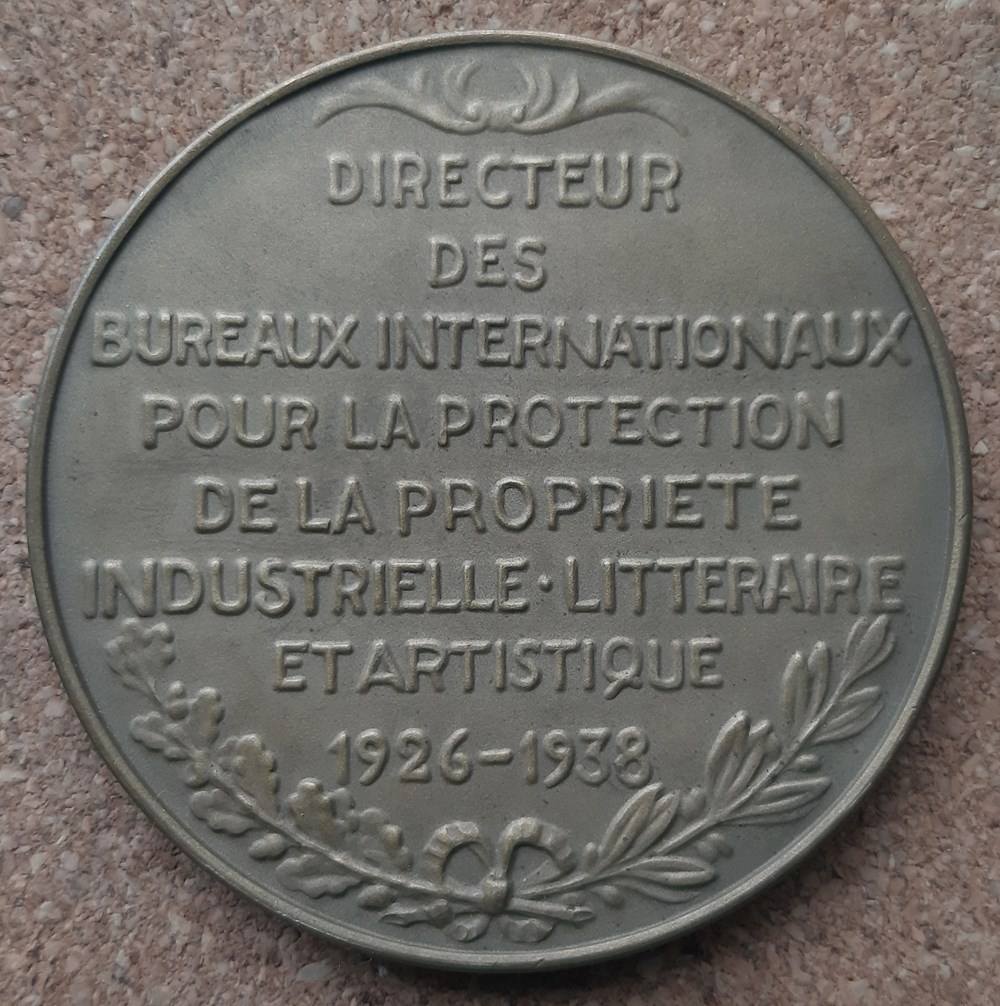 DIRECTEUR
DES
BUREAUX INTERNATIONAUX
POUR LA PROTECTION
DE LA PROPRIETE
INDUSTRIELLE · LITTERAIRE
ET ARTISTIQUE
1926-1938